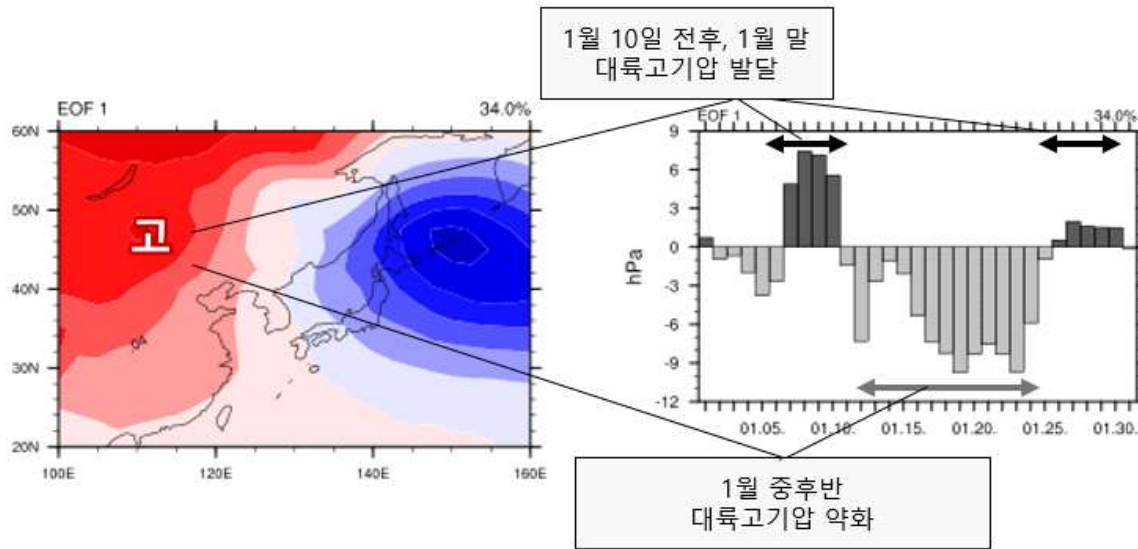 1월 10일 전후, 1월 말
대륙고기압 발달
EOF 1
34.0%
60N
50N
40N
30N
20N
100E
120E
140E
160E
고
EOF 1
34.0%
9
6
3
0
-3
-6
-9
-12
hPa
01.05.
01.10.
01.15.
01.20.
01.25.
01.30.
1월 중후반
대륙고기압 약화